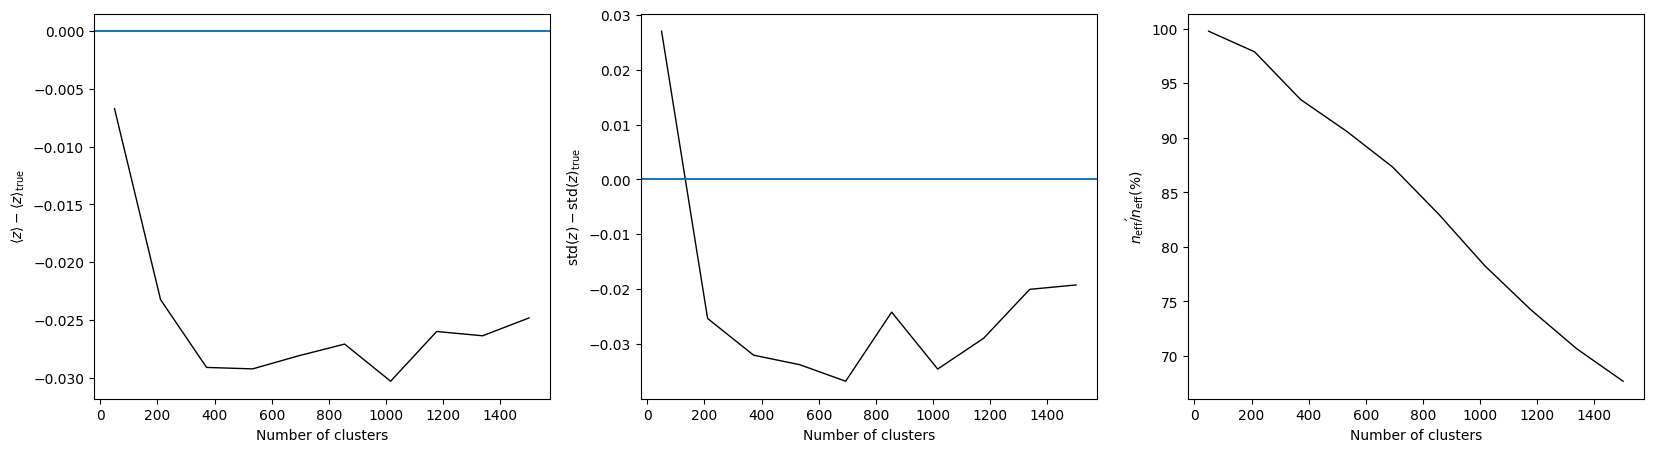 0.000
−0.005
−0.010
−0.015
−0.020
−0.025
−0.030
⟨z⟩ − ⟨z⟩true
0 200 400 600 800 1000 1200 1400
Number of clusters
0.03
0.02
0.01
0.00
−0.01
−0.02
−0.03
std(z) − std(z)true
0 200 400 600 800 1000 1200 1400
Number of clusters
100
95
90
85
80
75
70
n´eff/neff(%)
0 200 400 600 800 1000 1200 1400
Number of clusters